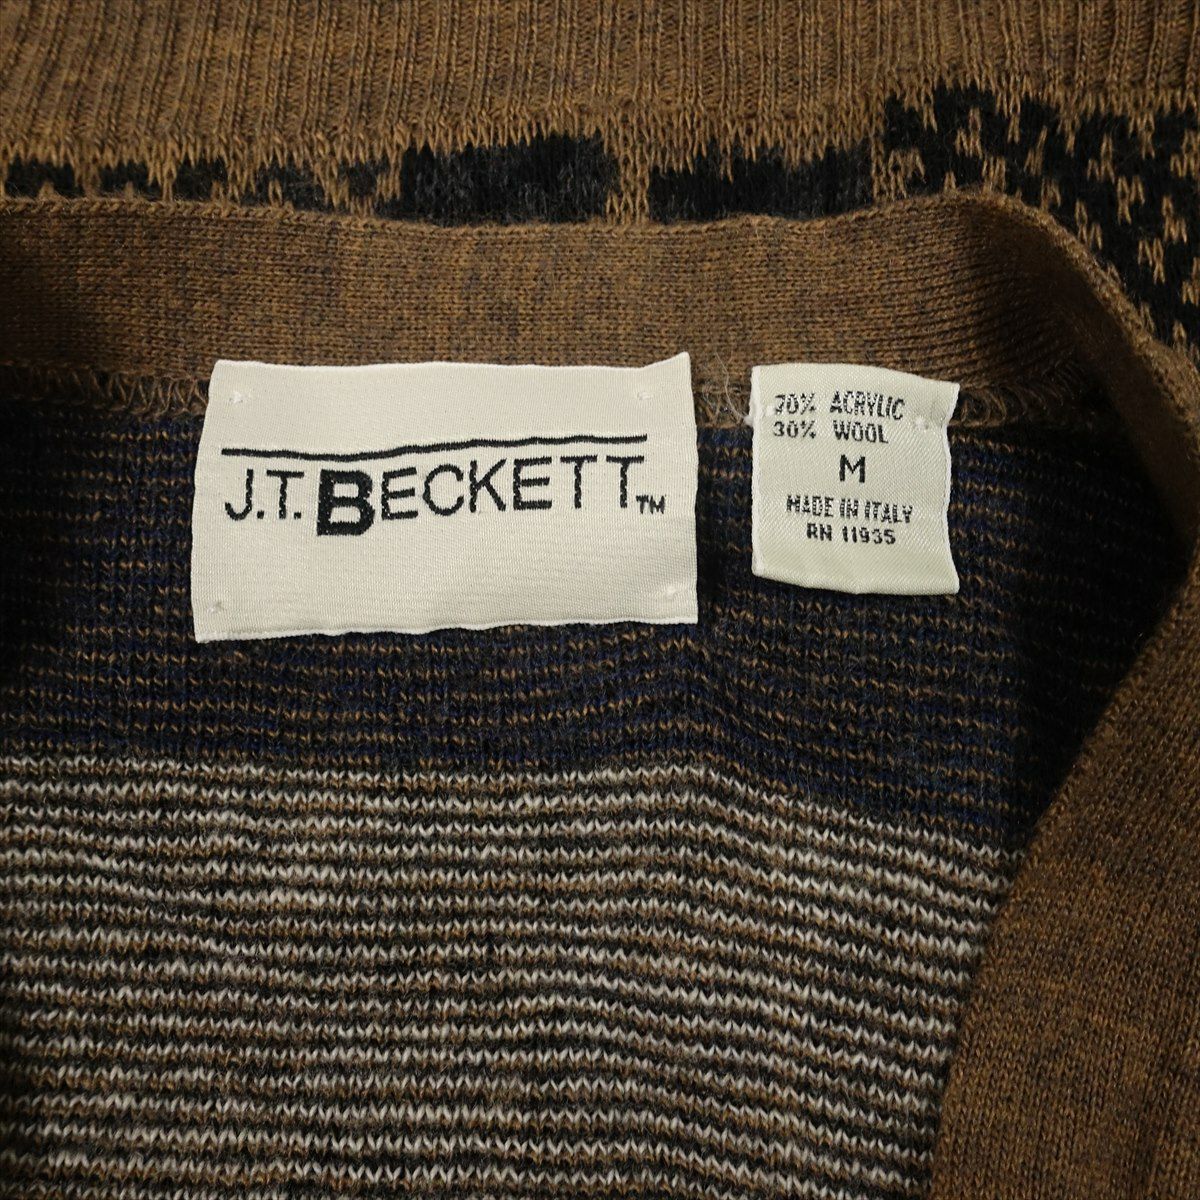 J.T. BECKETT™
70% ACRYLIC
30% WOOL
M
MADE IN ITALY
RN 11935